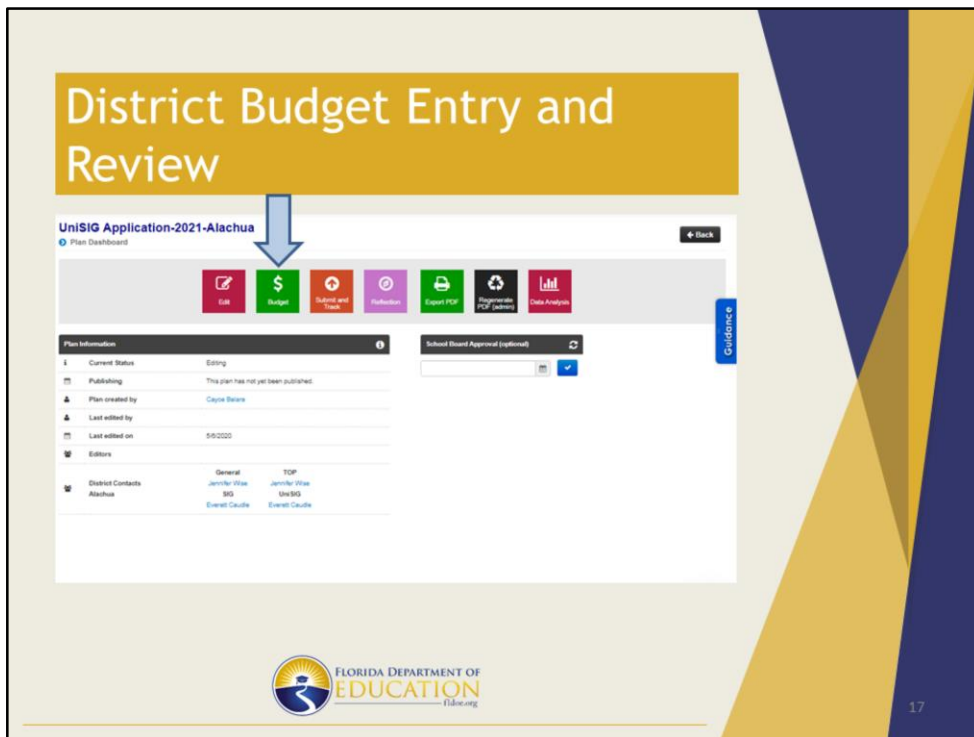 District Budget Entry and
Review
UniSIG Application-2021-Alachua
Plan Dashboard
Back
Edit
$
Budget
Submit and
Track
Reflection
Export PDF
Regenerate
PDF (admin)
Data Analysis
Guidance
Plan Information
School Board Approval (optional)
Current Status Editing
Publishing This plan has not yet been published.
Plan created by Cayce Balara
Last edited by
Last edited on 5/6/2020
Editors
General TOP
District Contacts Jennifer Wise Jennifer Wise
Alachua SIG UniSIG
Everett Caudle Everett Caudle
FLORIDA DEPARTMENT OF
EDUCATION
fldoe.org
17